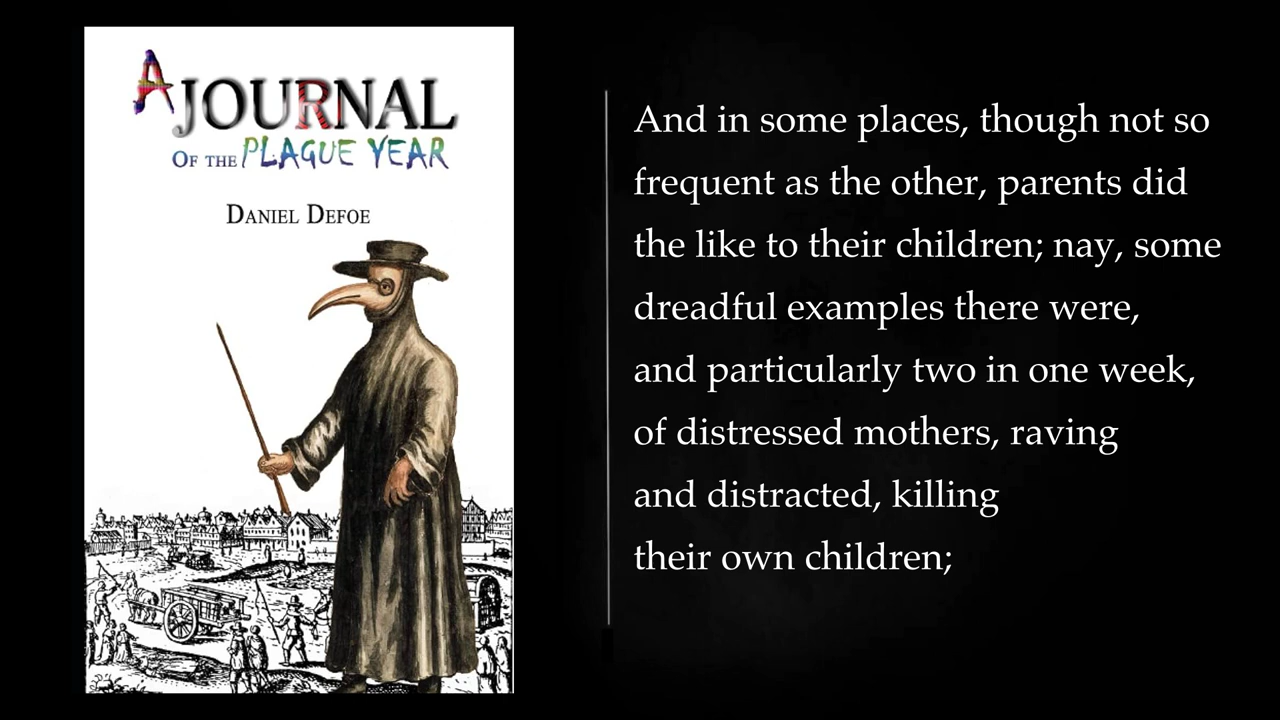 A JOURNAL
OF THE PLAGUE YEAR
DANIEL DEFOE
And in some places, though not so
frequent as the other, parents did
the like to their children; nay, some
dreadful examples there were,
and particularly two in one week,
of distressed mothers, raving
and distracted, killing
their own children;